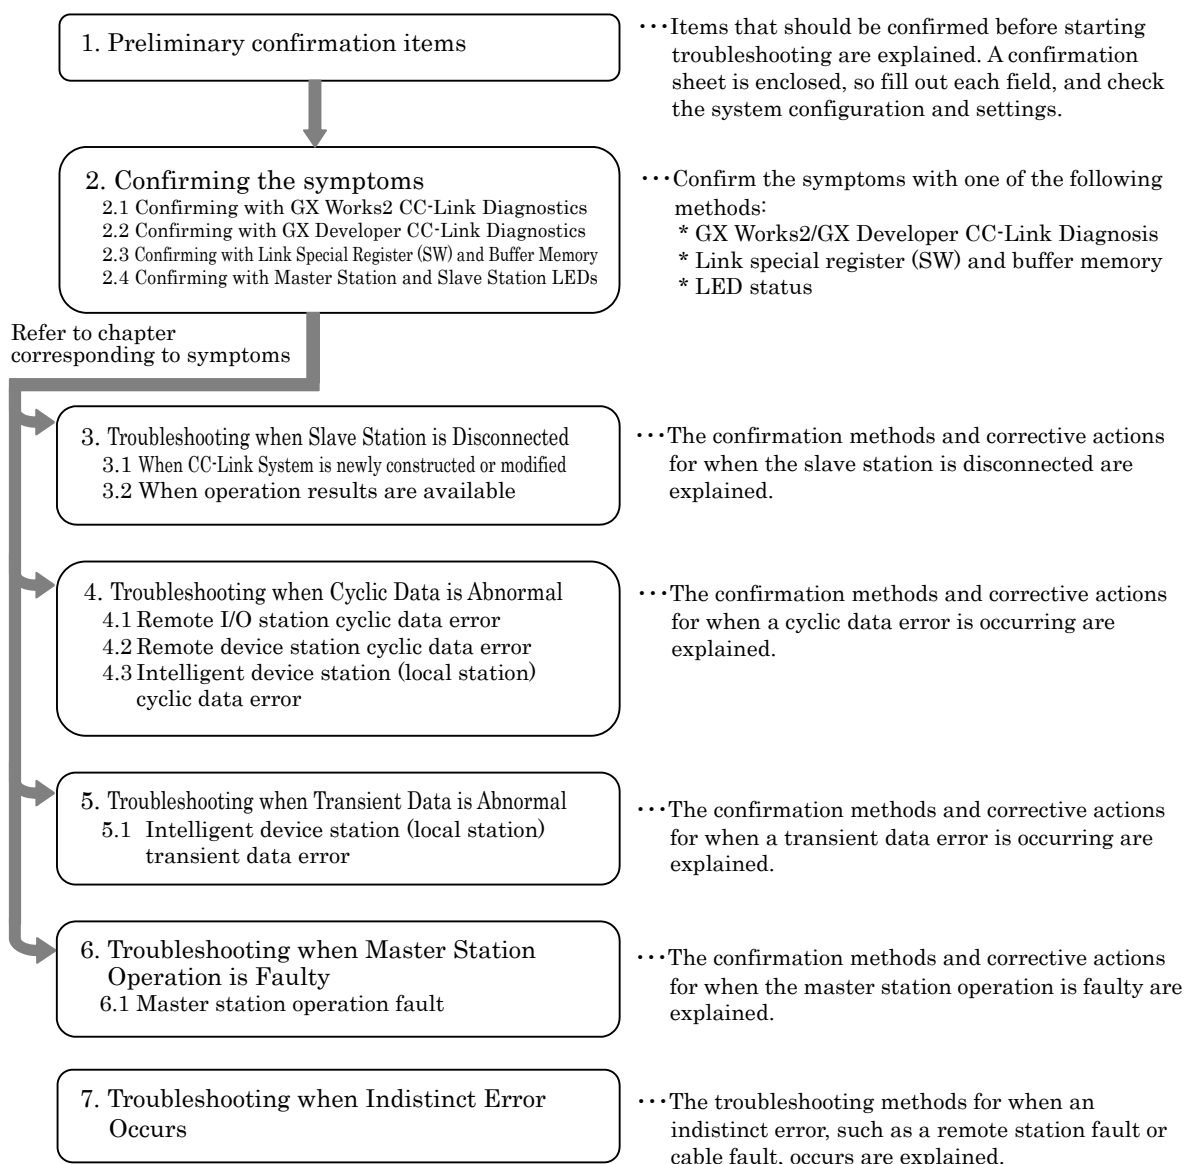 1. Preliminary confirmation items
···Items that should be confirmed before starting
troubleshooting are explained. A confirmation
sheet is enclosed, so fill out each field, and check
the system configuration and settings.
2. Confirming the symptoms
2.1 Confirming with GX Works2 CC-Link Diagnostics
2.2 Confirming with GX Developer CC-Link Diagnostics
2.3 Confirming with Link Special Register (SW) and Buffer Memory
2.4 Confirming with Master Station and Slave Station LEDs
···Confirm the symptoms with one of the following
methods:
* GX Works2/GX Developer CC-Link Diagnosis
* Link special register (SW) and buffer memory
* LED status
Refer to chapter
corresponding to symptoms
3. Troubleshooting when Slave Station is Disconnected
3.1 When CC-Link System is newly constructed or modified
3.2 When operation results are available
···The confirmation methods and corrective actions
for when the slave station is disconnected are
explained.
4. Troubleshooting when Cyclic Data is Abnormal
4.1 Remote I/O station cyclic data error
4.2 Remote device station cyclic data error
4.3 Intelligent device station (local station)
cyclic data error
···The confirmation methods and corrective actions
for when a cyclic data error is occurring are
explained.
5. Troubleshooting when Transient Data is Abnormal
5.1 Intelligent device station (local station)
transient data error
···The confirmation methods and corrective actions
for when a transient data error is occurring are
explained.
6. Troubleshooting when Master Station
Operation is Faulty
6.1 Master station operation fault
···The confirmation methods and corrective actions
for when the master station operation is faulty are
explained.
7. Troubleshooting when Indistinct Error
Occurs
···The troubleshooting methods for when an
indistinct error, such as a remote station fault or
cable fault, occurs are explained.